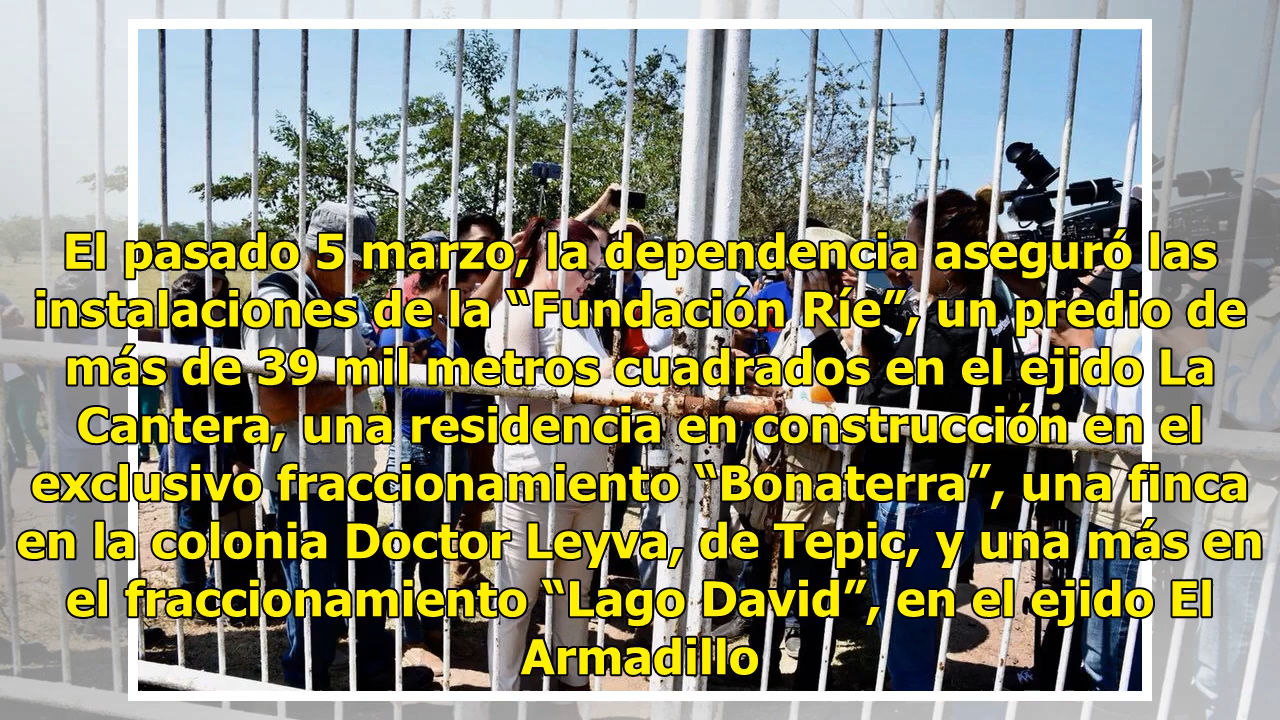 El pasado 5 marzo, la dependencia aseguró las
instalaciones de la “Fundación Ríe”, un predio de
más de 39 mil metros cuadrados en el ejido La
Cantera, una residencia en construcción en el
exclusivo fraccionamiento “Bonaterra”, una finca
en la colonia Doctor Leyva, de Tepic, y una más en
el fraccionamiento “Lago David”, en el ejido El
Armadillo